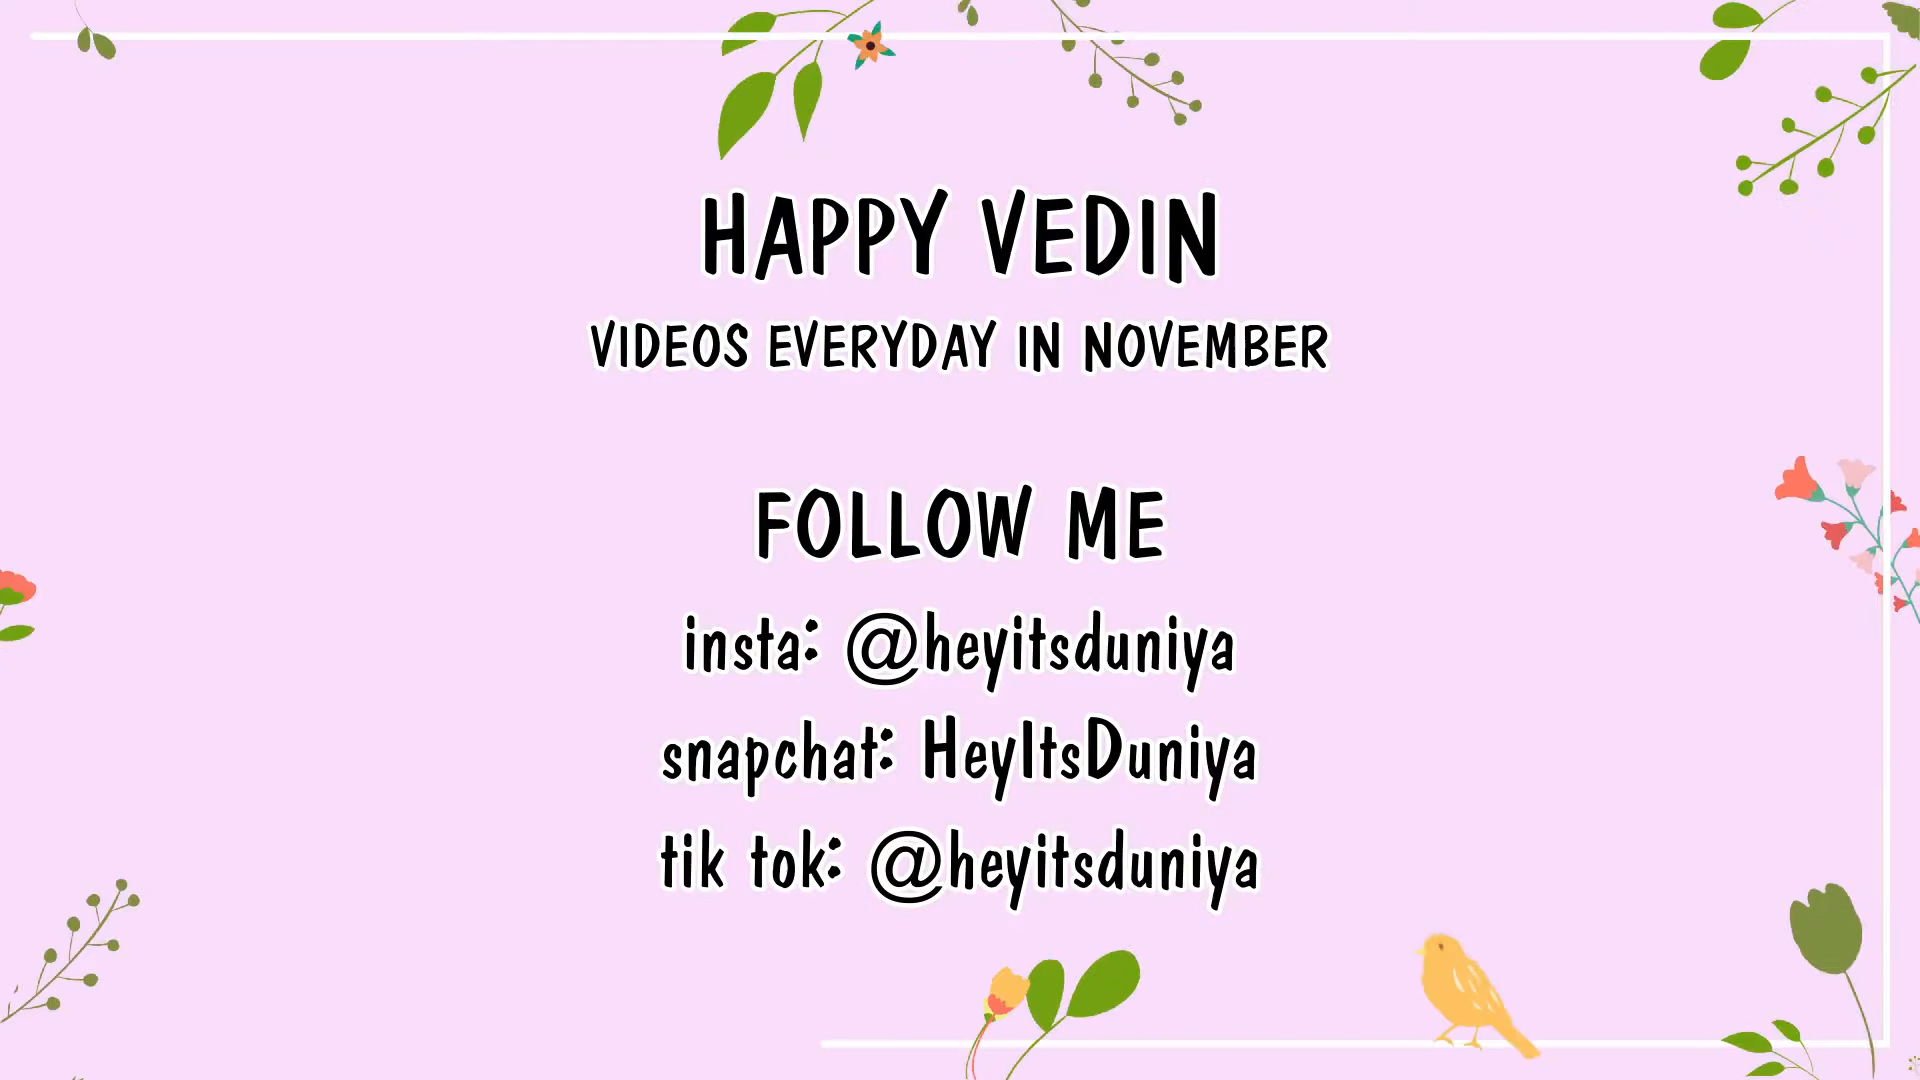 HAPPY VEDIN
VIDEOS EVERYDAY IN NOVEMBER
FOLLOW ME
insta: @heyitsduniya
snapchat: HeyItsDuniya
tik tok: @heyitsduniya